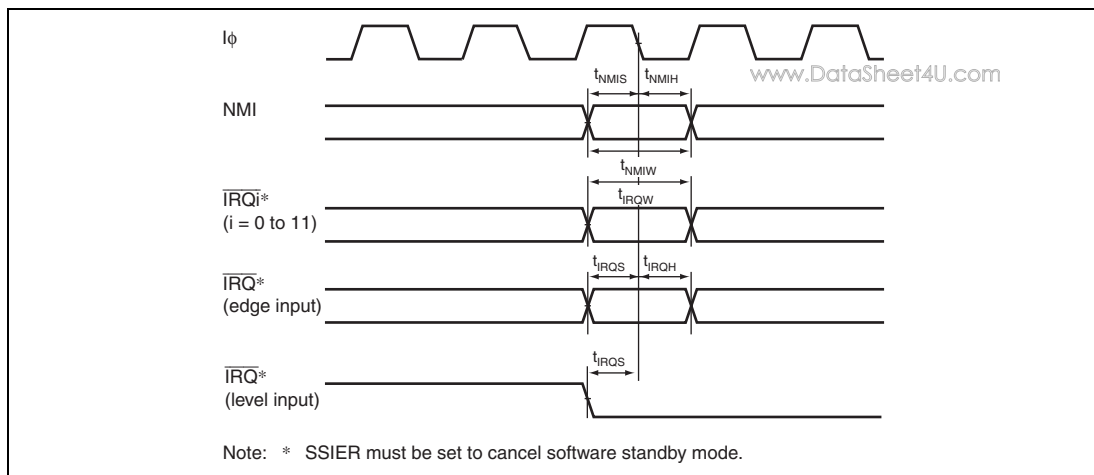 Iφ
www.DataSheet4U.com
tNMIS tNMIH
NMI
tNMIW
IRQi*
(i = 0 to 11)
tIRQW
IRQ*
(edge input)
tIRQS tIRQH
IRQ*
(level input)
tIRQS
Note: * SSIER must be set to cancel software standby mode.